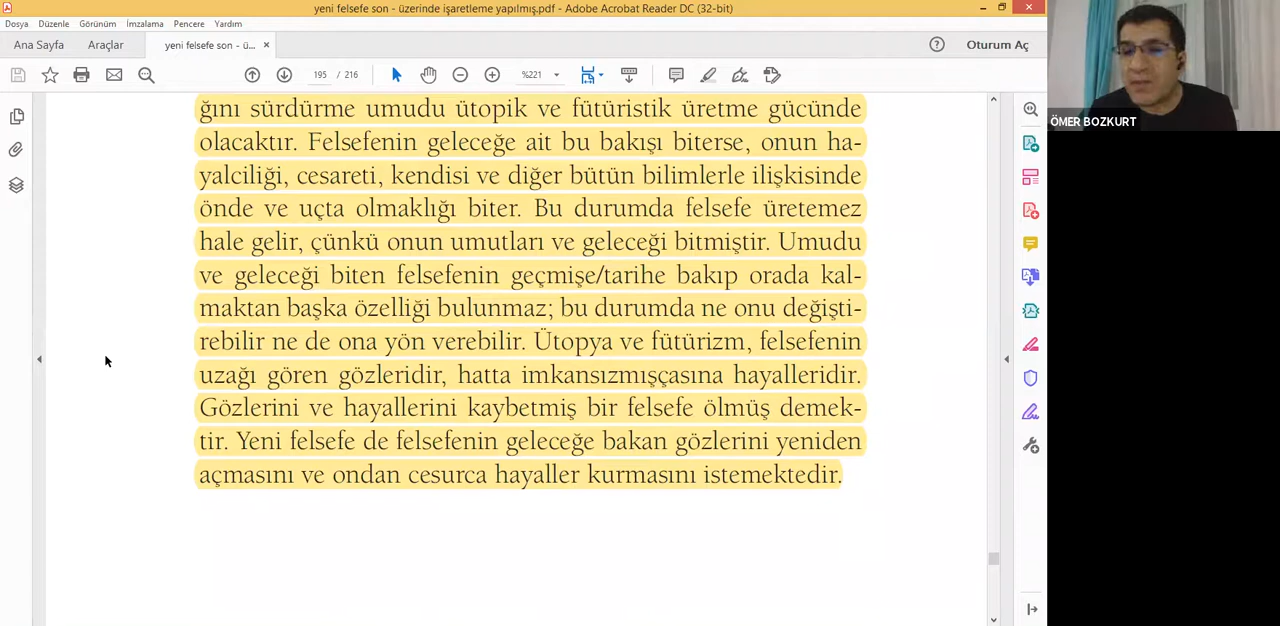 yeni felsefe son - üzerinde işaretleme yapılmış.pdf - Adobe Acrobat Reader DC (32-bit)
Dosya Düzenle Görünüm İmzalama Pencere Yardım
Ana Sayfa Araçlar yeni felsefe son - ü... × Oturum Aç
195 / 216 %221
ÖMER BOZKURT
ğını sürdürme umudu ütopik ve fütüristik üretme gücünde
olacaktır. Felsefenin geleceğe ait bu bakışı biterse, onun ha-
yalciliği, cesareti, kendisi ve diğer bütün bilimlerle ilişkisinde
önde ve uçta olmaklığı biter. Bu durumda felsefe üretemez
hale gelir, çünkü onun umutları ve geleceği bitmiştir. Umudu
ve geleceği biten felsefenin geçmişe/tarihe bakıp orada kal-
maktan başka özelliği bulunmaz; bu durumda ne onu değişti-
rebilir ne de ona yön verebilir. Ütopya ve fütürizm, felsefenin
uzağı gören gözleridir, hatta imkansızmışçasına hayalleridir.
Gözlerini ve hayallerini kaybetmiş bir felsefe ölmüş demek-
tir. Yeni felsefe de felsefenin geleceğe bakan gözlerini yeniden
açmasını ve ondan cesurca hayaller kurmasını istemektedir.